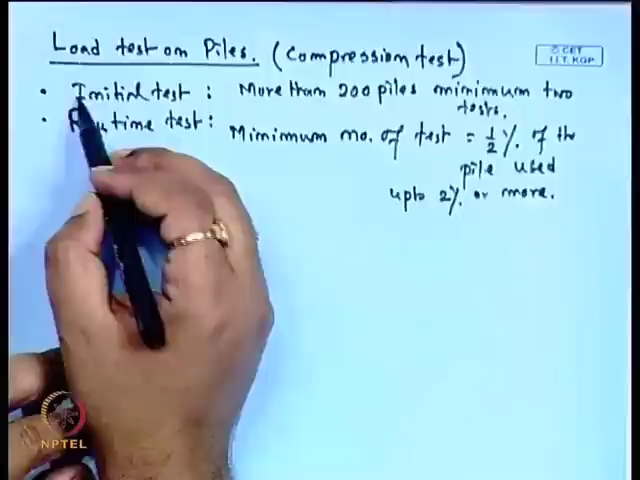 Load test on Piles. (Compression test)
© CET
I.I.T. KGP
• Initial test : More than 200 piles minimum two
tests.
• time test : Minimum no. of test = 1/2 % of the
pile used
upto 2% or more.
NPTEL